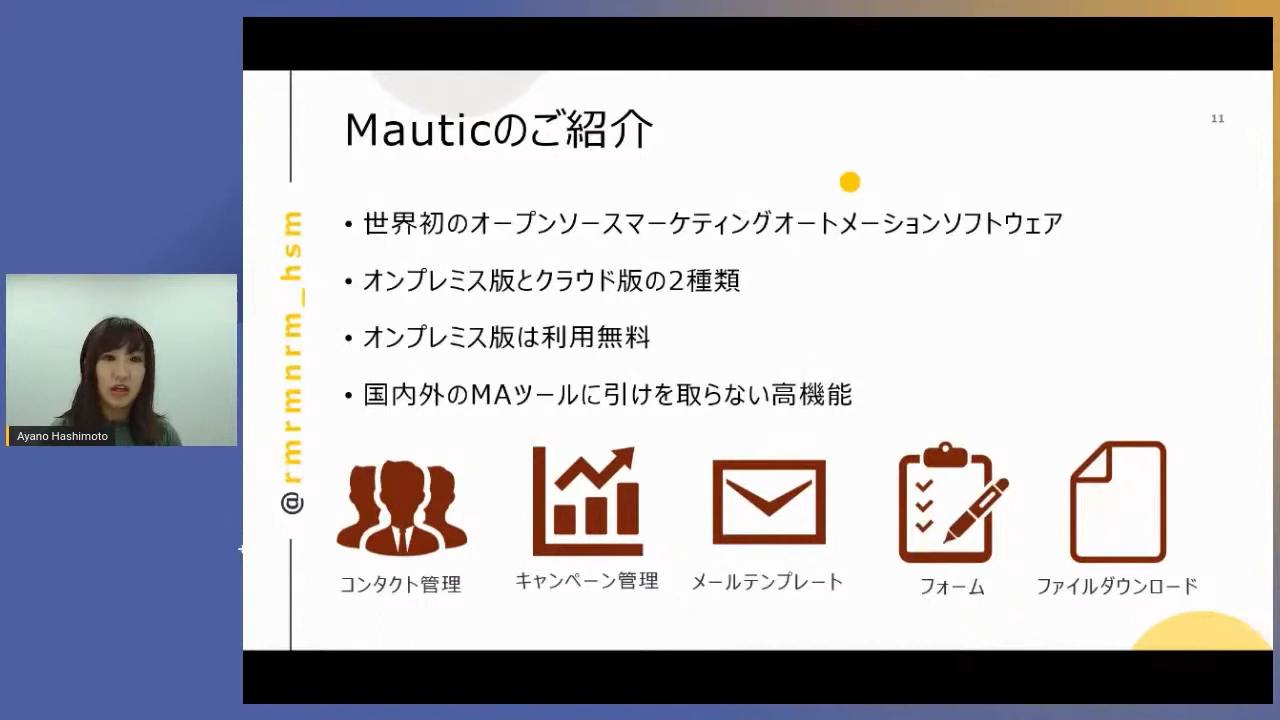 Mauticのご紹介
11
• 世界初のオープンソースマーケティングオートメーションソフトウェア
• オンプレミス版とクラウド版の2種類
• オンプレミス版は利用無料
• 国内外のMAツールに引けを取らない高機能
@rmrmnrm_hsm
コンタクト管理
キャンペーン管理
メールテンプレート
フォーム
ファイルダウンロード
Ayano Hashimoto